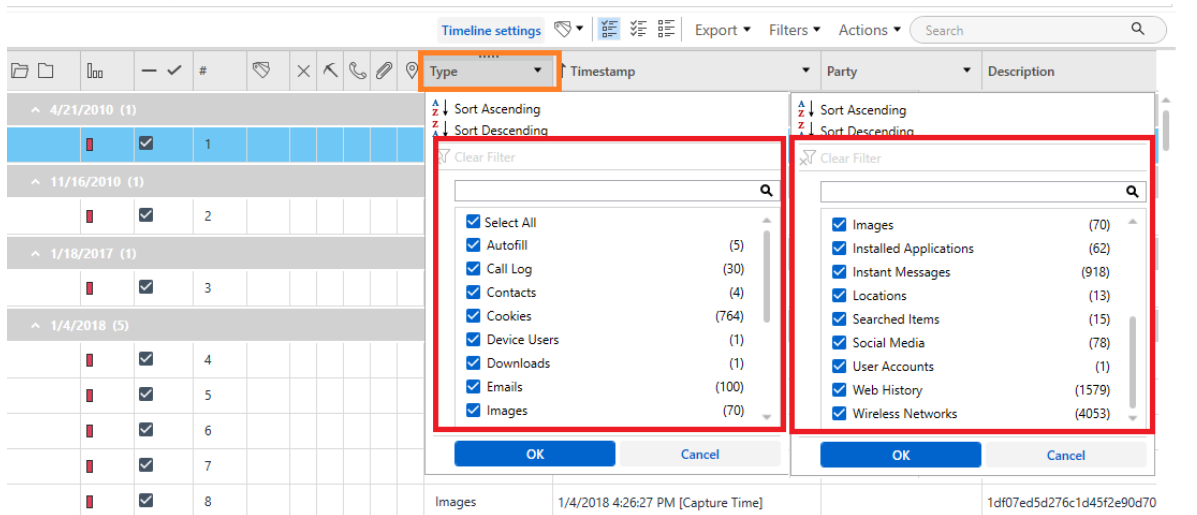 Timeline settings Export Filters Actions Search
# Type Timestamp Party Description
4/21/2010 (1)
1
11/16/2010 (1)
2
1/18/2017 (1)
3
1/4/2018 (5)
4
5
6
7
8 Images 1/4/2018 4:26:27 PM [Capture Time] 1df07ed5d276c1d45f2e90d70
Sort Ascending
Sort Descending
Clear Filter
Select All
Autofill (5)
Call Log (30)
Contacts (4)
Cookies (764)
Device Users (1)
Downloads (1)
Emails (100)
Images (70)
OK Cancel
Sort Ascending
Sort Descending
Clear Filter
Images (70)
Installed Applications (62)
Instant Messages (918)
Locations (13)
Searched Items (15)
Social Media (78)
User Accounts (1)
Web History (1579)
Wireless Networks (4053)
OK Cancel